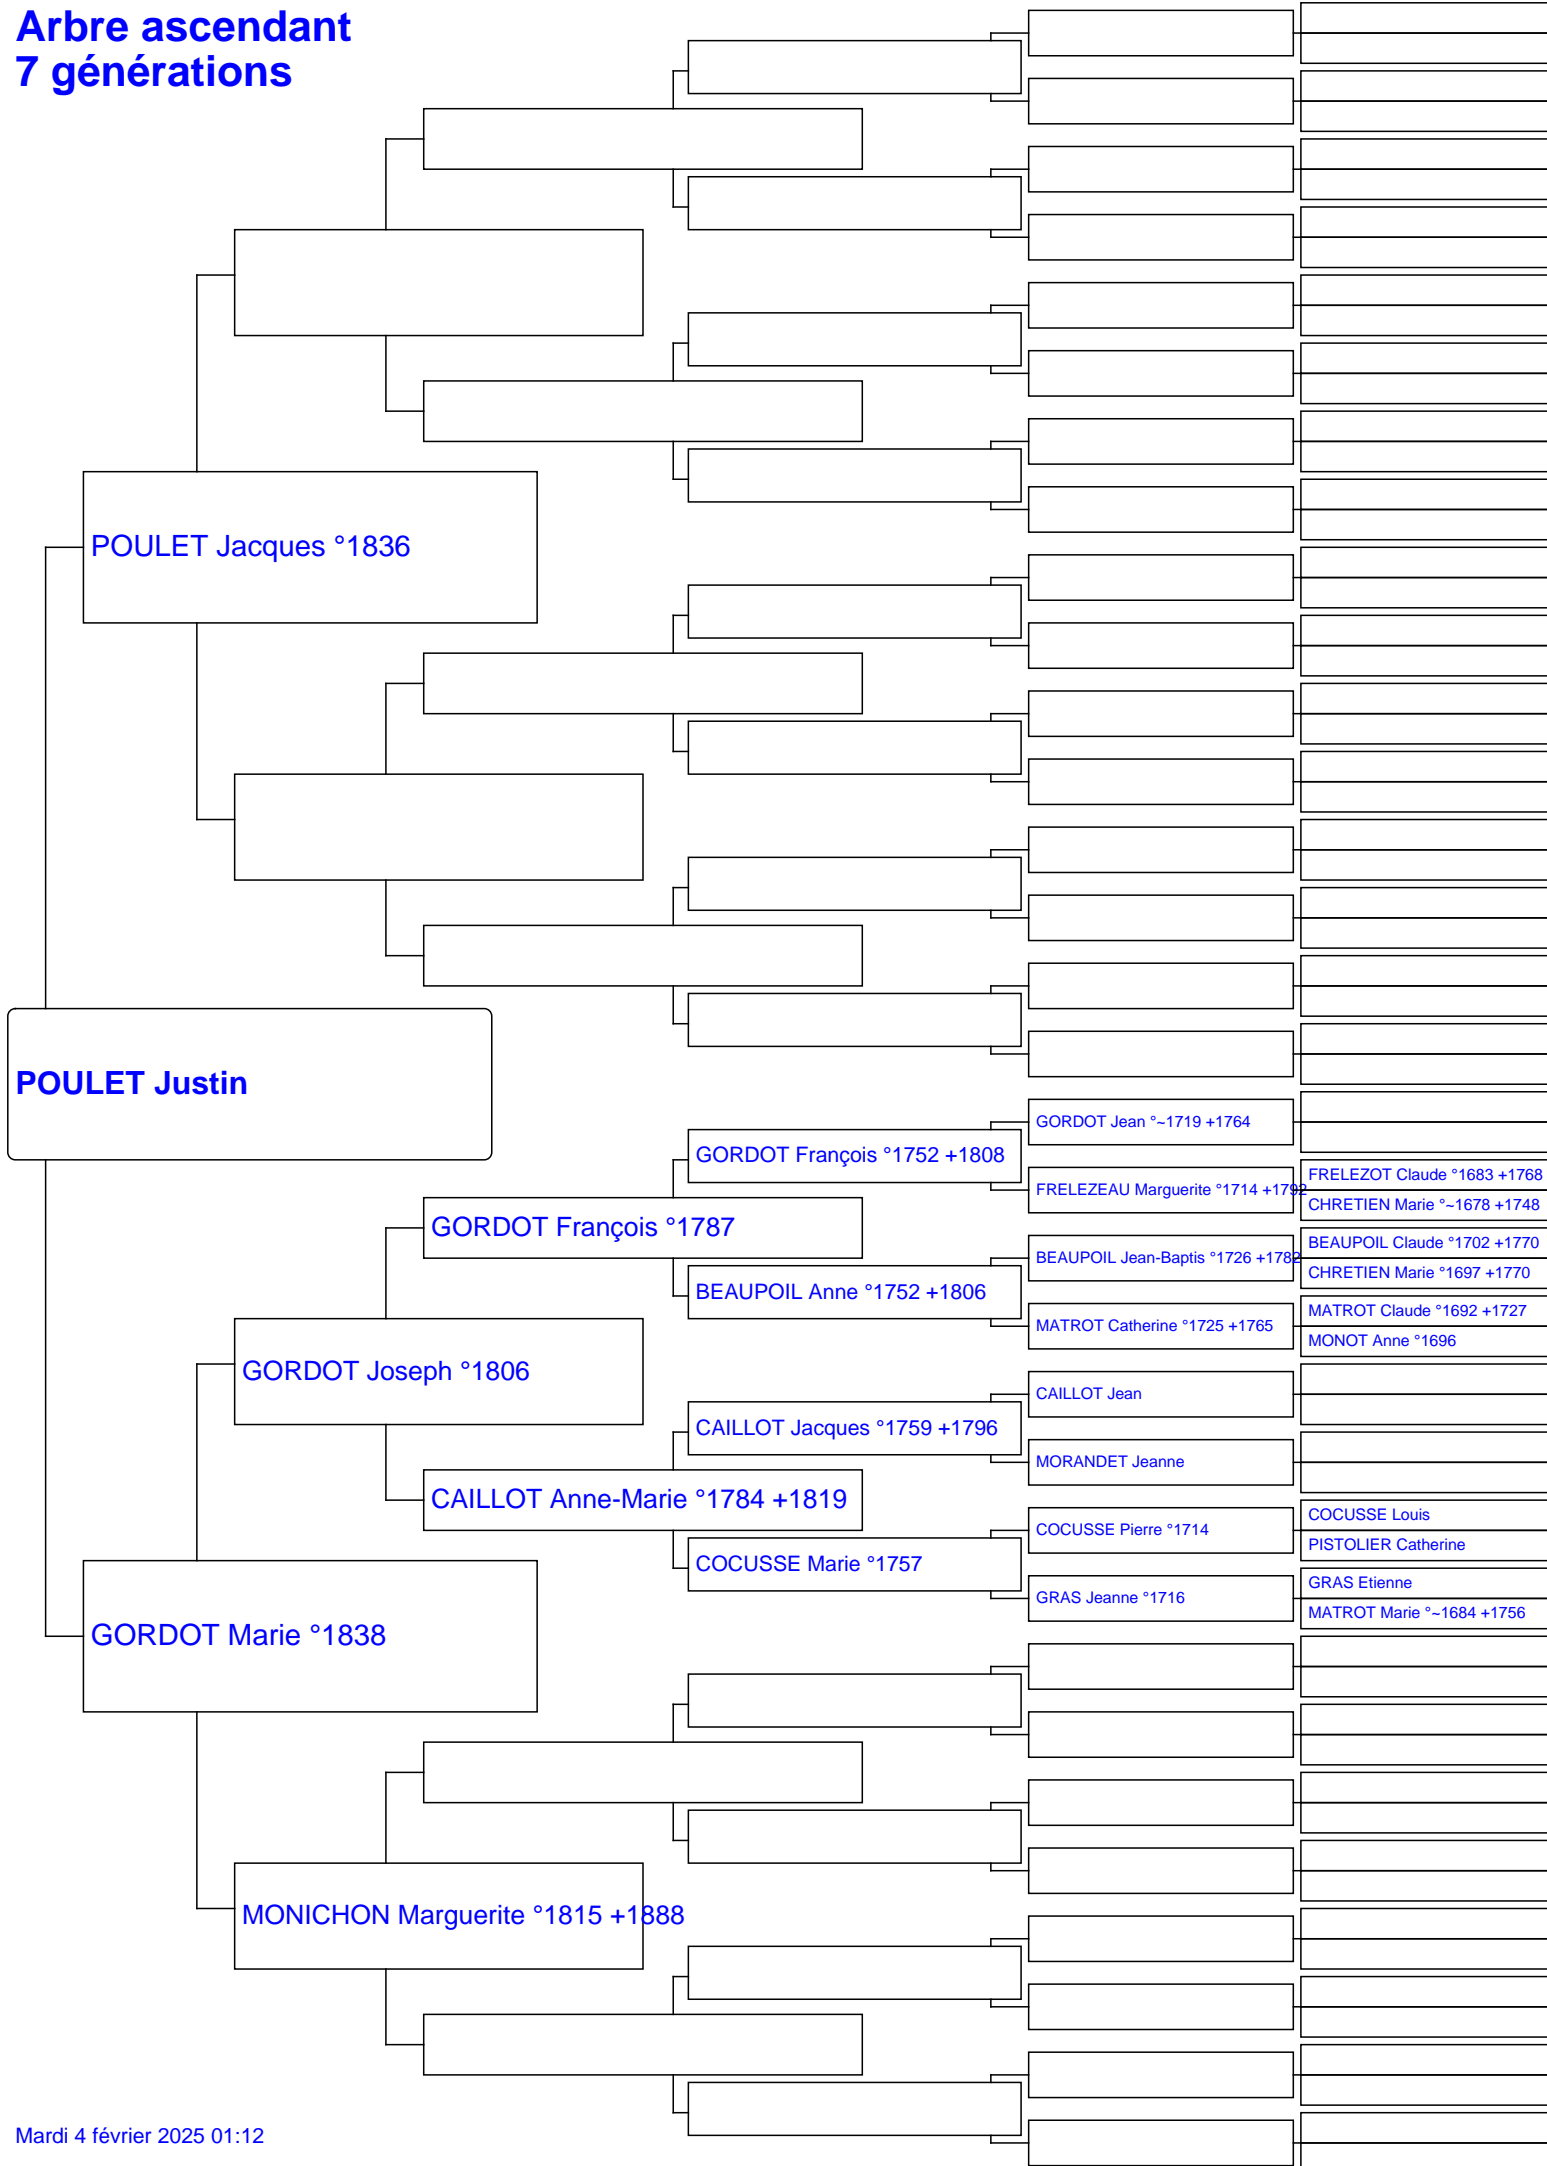 Arbre ascendant
7 générations
POULET Jacques °1836
POULET Justin
GORDOT Jean °~1719 +1764
GORDOT François °1752 +1808
FRELEZOT Claude °1683 +1768
FRELEZEAU Marguerite °1714 +1792
CHRETIEN Marie °~1678 +1748
GORDOT François °1787
BEAUPOIL Claude °1702 +1770
BEAUPOIL Jean-Baptis °1726 +1782
CHRETIEN Marie °1697 +1770
BEAUPOIL Anne °1752 +1806
MATROT Claude °1692 +1727
MATROT Catherine °1725 +1765
MONOT Anne °1696
GORDOT Joseph °1806
CAILLOT Jean
CAILLOT Jacques °1759 +1796
MORANDET Jeanne
CAILLOT Anne-Marie °1784 +1819
COCUSSE Louis
COCUSSE Pierre °1714
PISTOLIER Catherine
COCUSSE Marie °1757
GRAS Etienne
GRAS Jeanne °1716
MATROT Marie °~1684 +1756
GORDOT Marie °1838
MONICHON Marguerite °1815 +1888
Mardi 4 février 2025 01:12